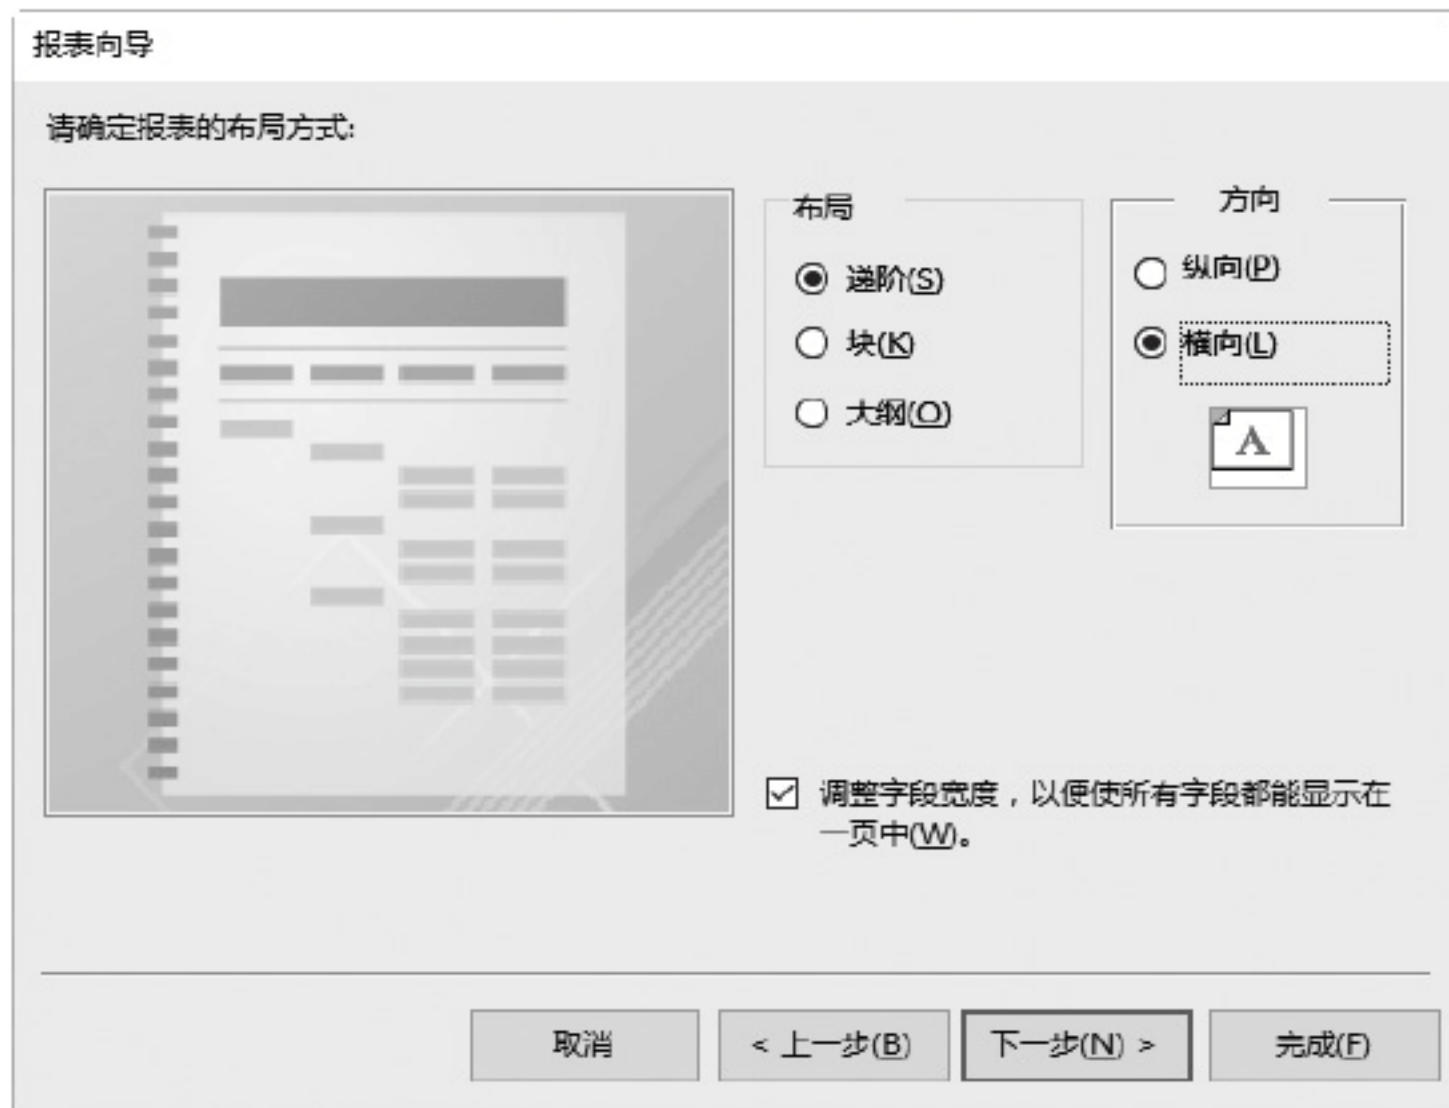 报表向导
请确定报表的布局方式:
布局
递阶(S)
块(K)
大纲(O)
方向
纵向(P)
横向(L)
A
调整字段宽度，以便使所有字段都能显示在
一页中(W)。
取消
< 上一步(B)
下一步(N) >
完成(F)